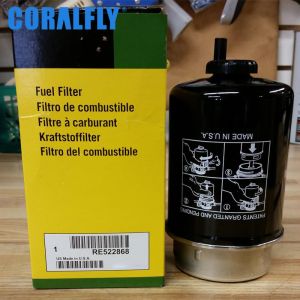 CORALFLY
Fuel Filter
Filtro de combustible
Filtre à carburant
Kraftstoffilter
Filtro del combustible
1
RE522868
US Made in U.S.A
MADE IN U.S.A.
PATENTS GRANTED AND PENDING